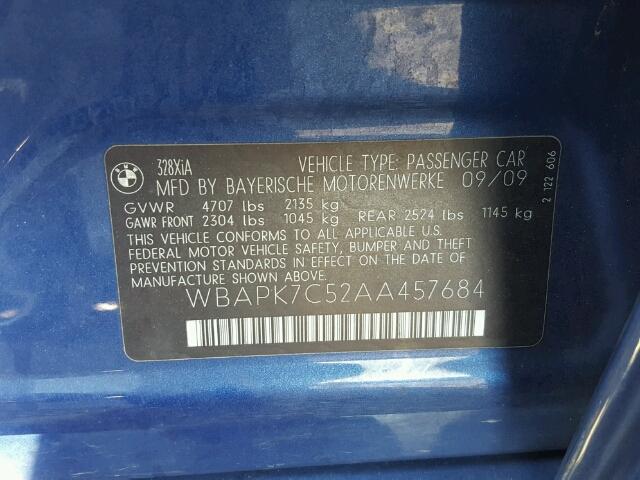 BMW
328XiA VEHICLE TYPE: PASSENGER CAR
MFD BY BAYERISCHE MOTORENWERKE 09/09
GVWR 4707 lbs 2135 kg
GAWR FRONT 2304 lbs 1045 kg REAR 2524 lbs 1145 kg
THIS VEHICLE CONFORMS TO ALL APPLICABLE U.S.
FEDERAL MOTOR VEHICLE SAFETY, BUMPER AND THEFT
PREVENTION STANDARDS IN EFFECT ON THE DATE OF
MANUFACTURE SHOWN ABOVE.
WBAPK7C52AA457684
2 122 606